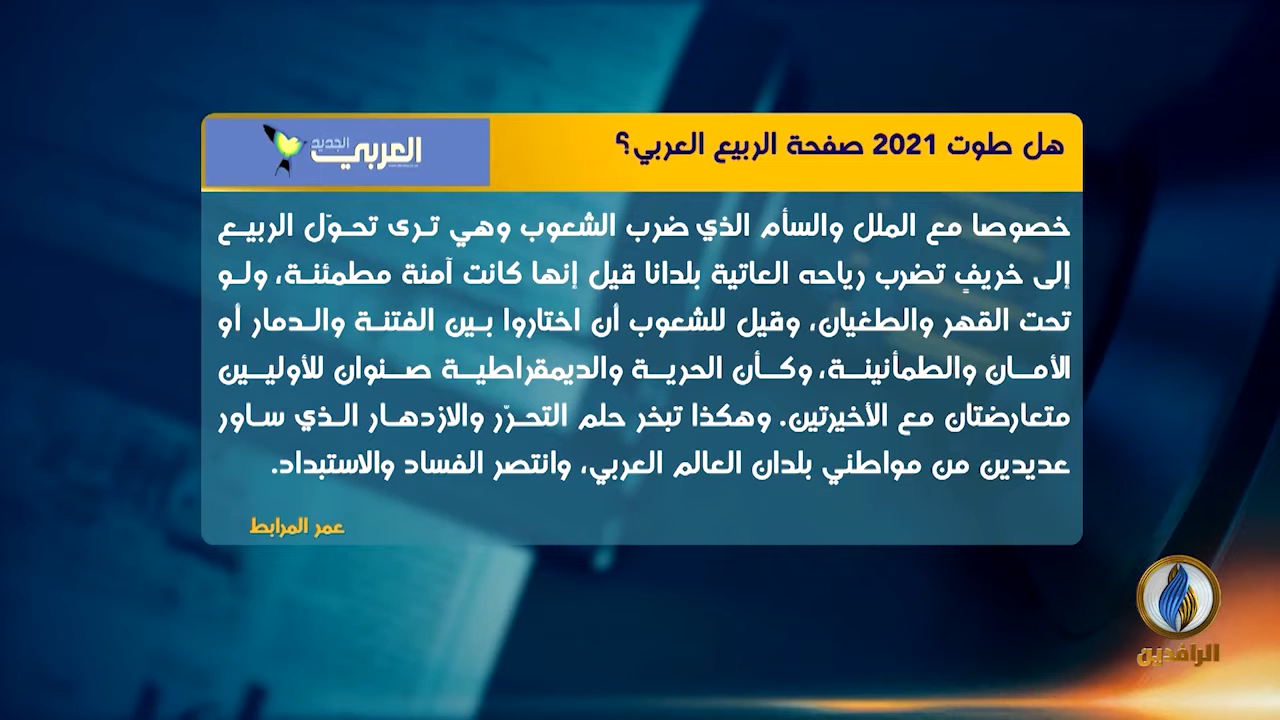 هل طوت 2021 صفحة الربيع العربي؟
العربي الجديد
خصوصا مع الملل والسأم الذي ضرب الشعوب وهي ترى تحوّل الربيع
إلى خريفٍ تضرب رياحه العاتية بلدانا قيل إنها كانت آمنة مطمئنة، ولو
تحت القهر والطغيان، وقيل للشعوب أن اختاروا بين الفتنة والدمار أو
الأمان والطمأنينة، وكأن الحرية والديمقراطية صنوان للأوليين
متعارضتان مع الأخيرتين. وهكذا تبخر حلم التحرّر والازدهار الذي ساور
عديدين من مواطني بلدان العالم العربي، وانتصر الفساد والاستبداد.
عمر المرابط
الرافدين